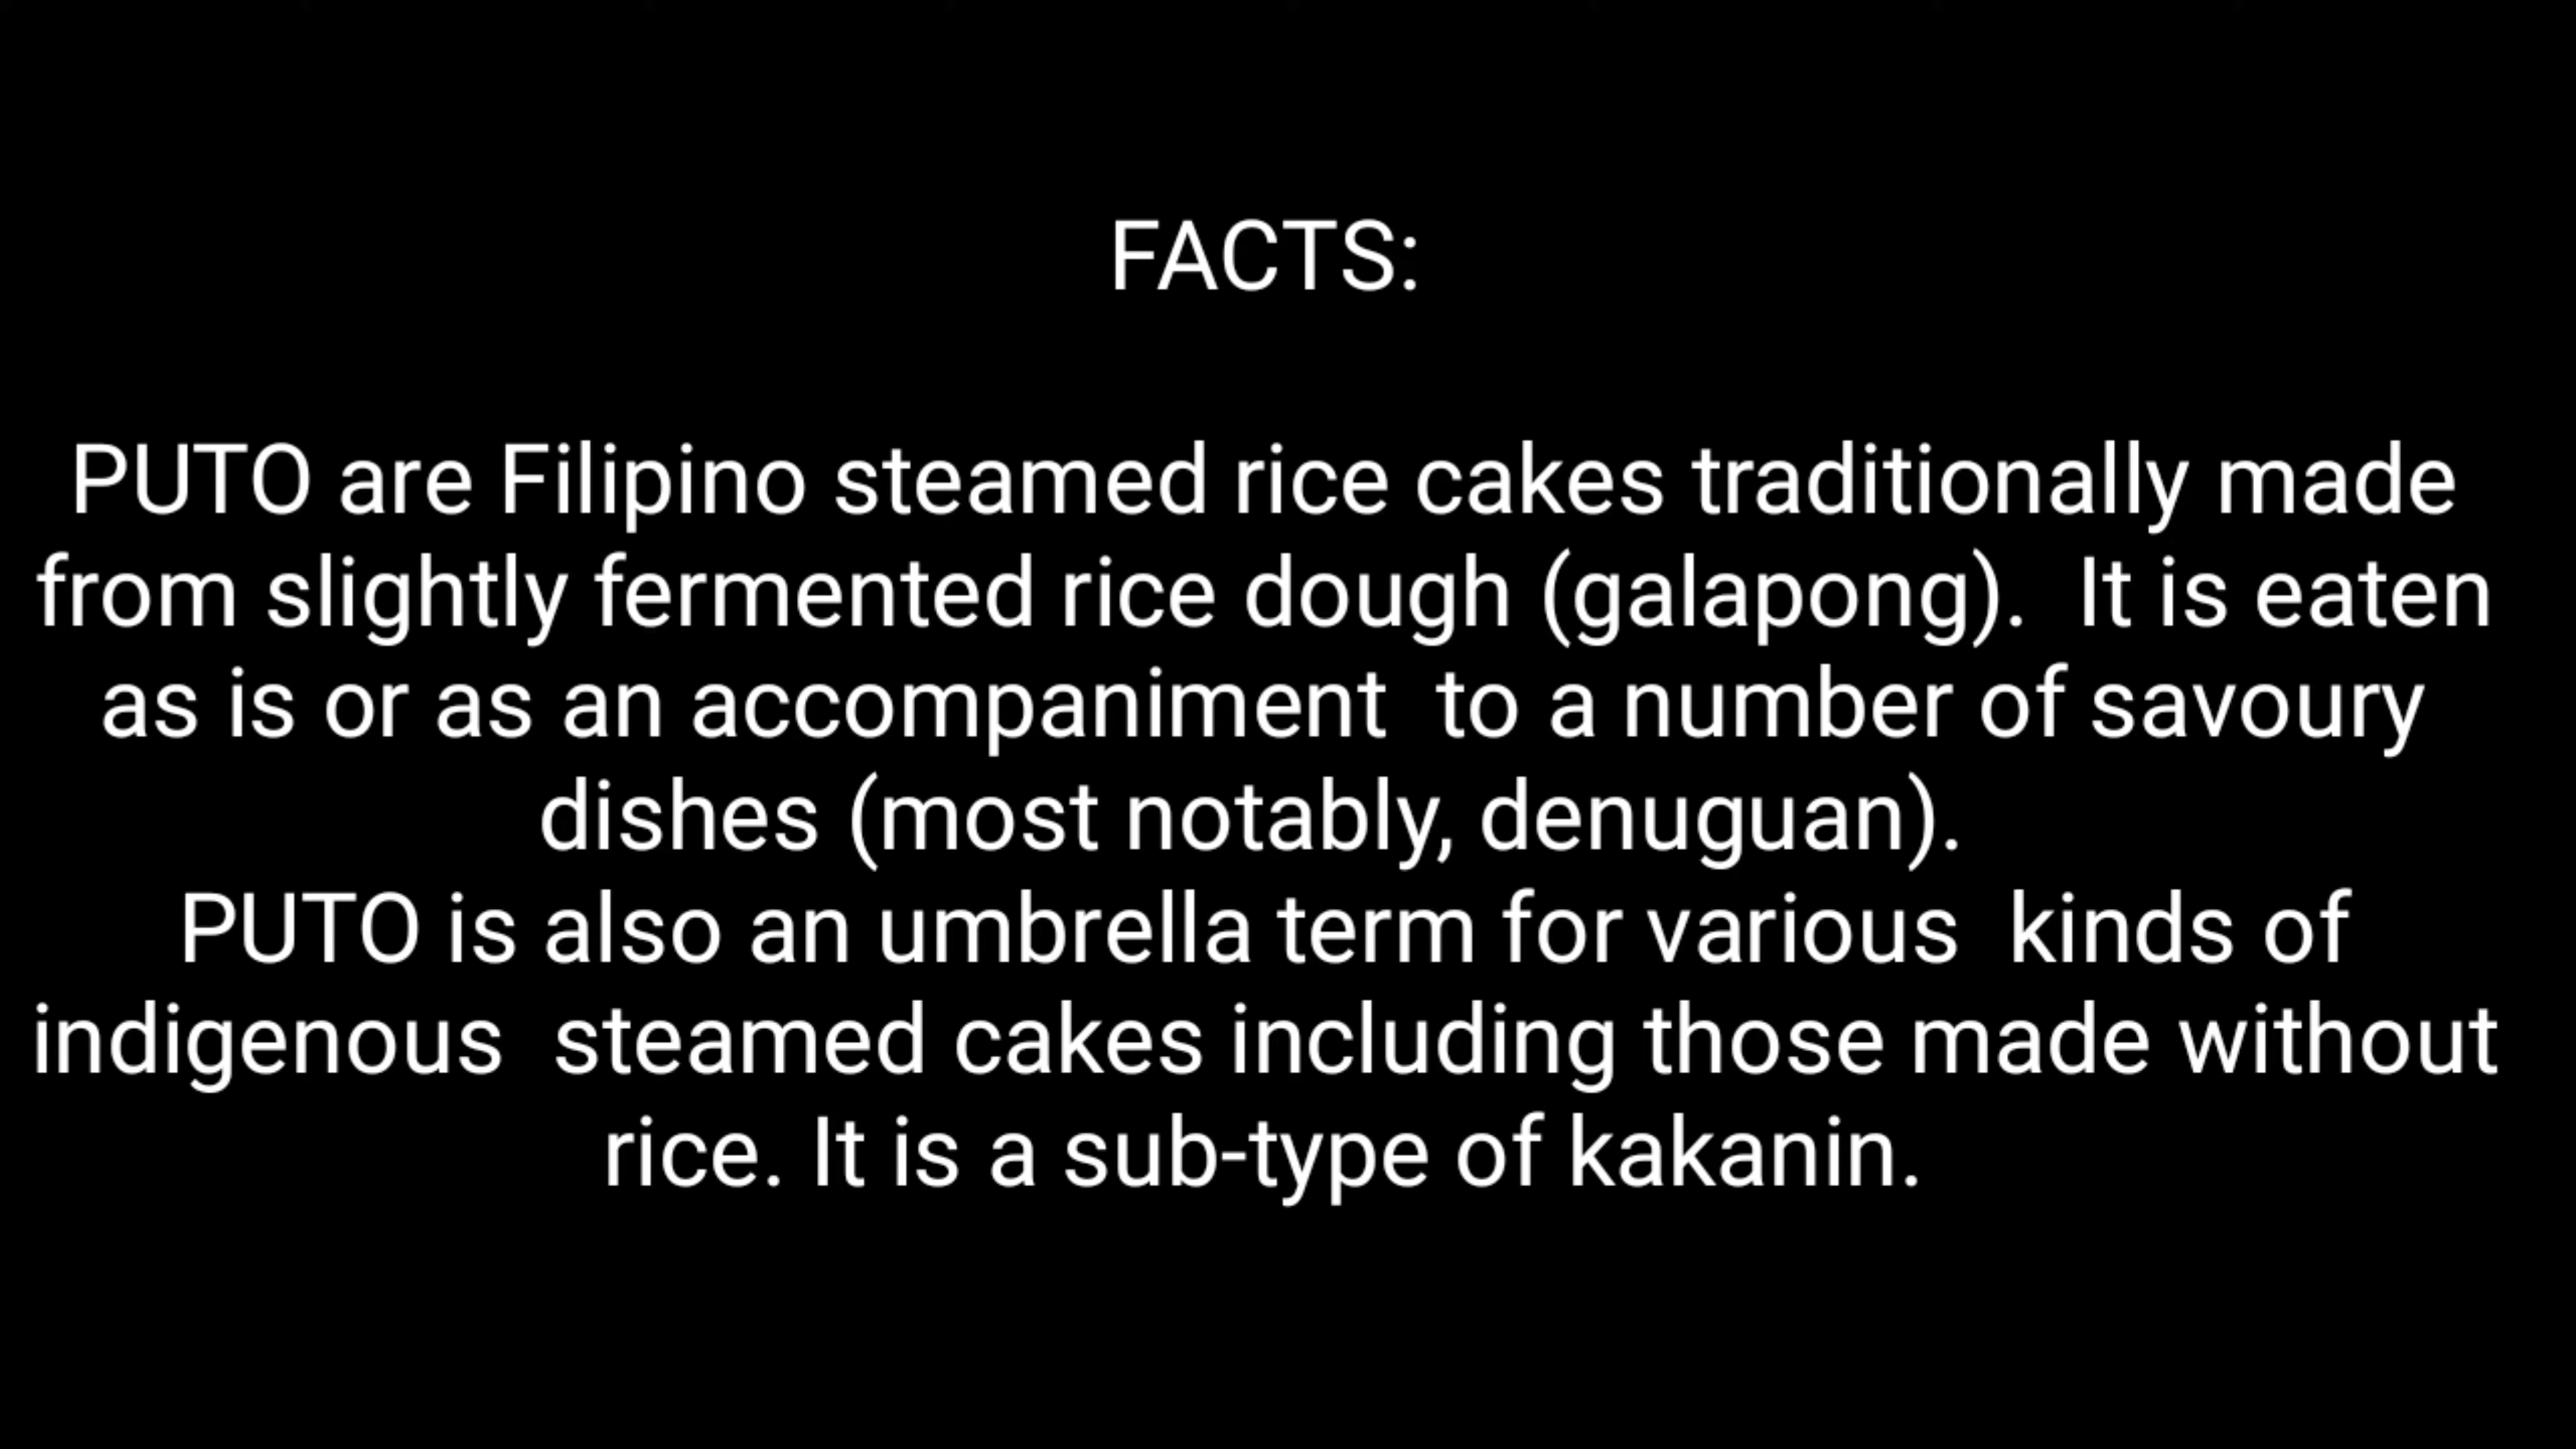 FACTS:
PUTO are Filipino steamed rice cakes traditionally made
from slightly fermented rice dough (galapong).  It is eaten
as is or as an accompaniment  to a number of savoury
dishes (most notably, denuguan).
PUTO is also an umbrella term for various  kinds of
indigenous  steamed cakes including those made without
rice. It is a sub-type of kakanin.